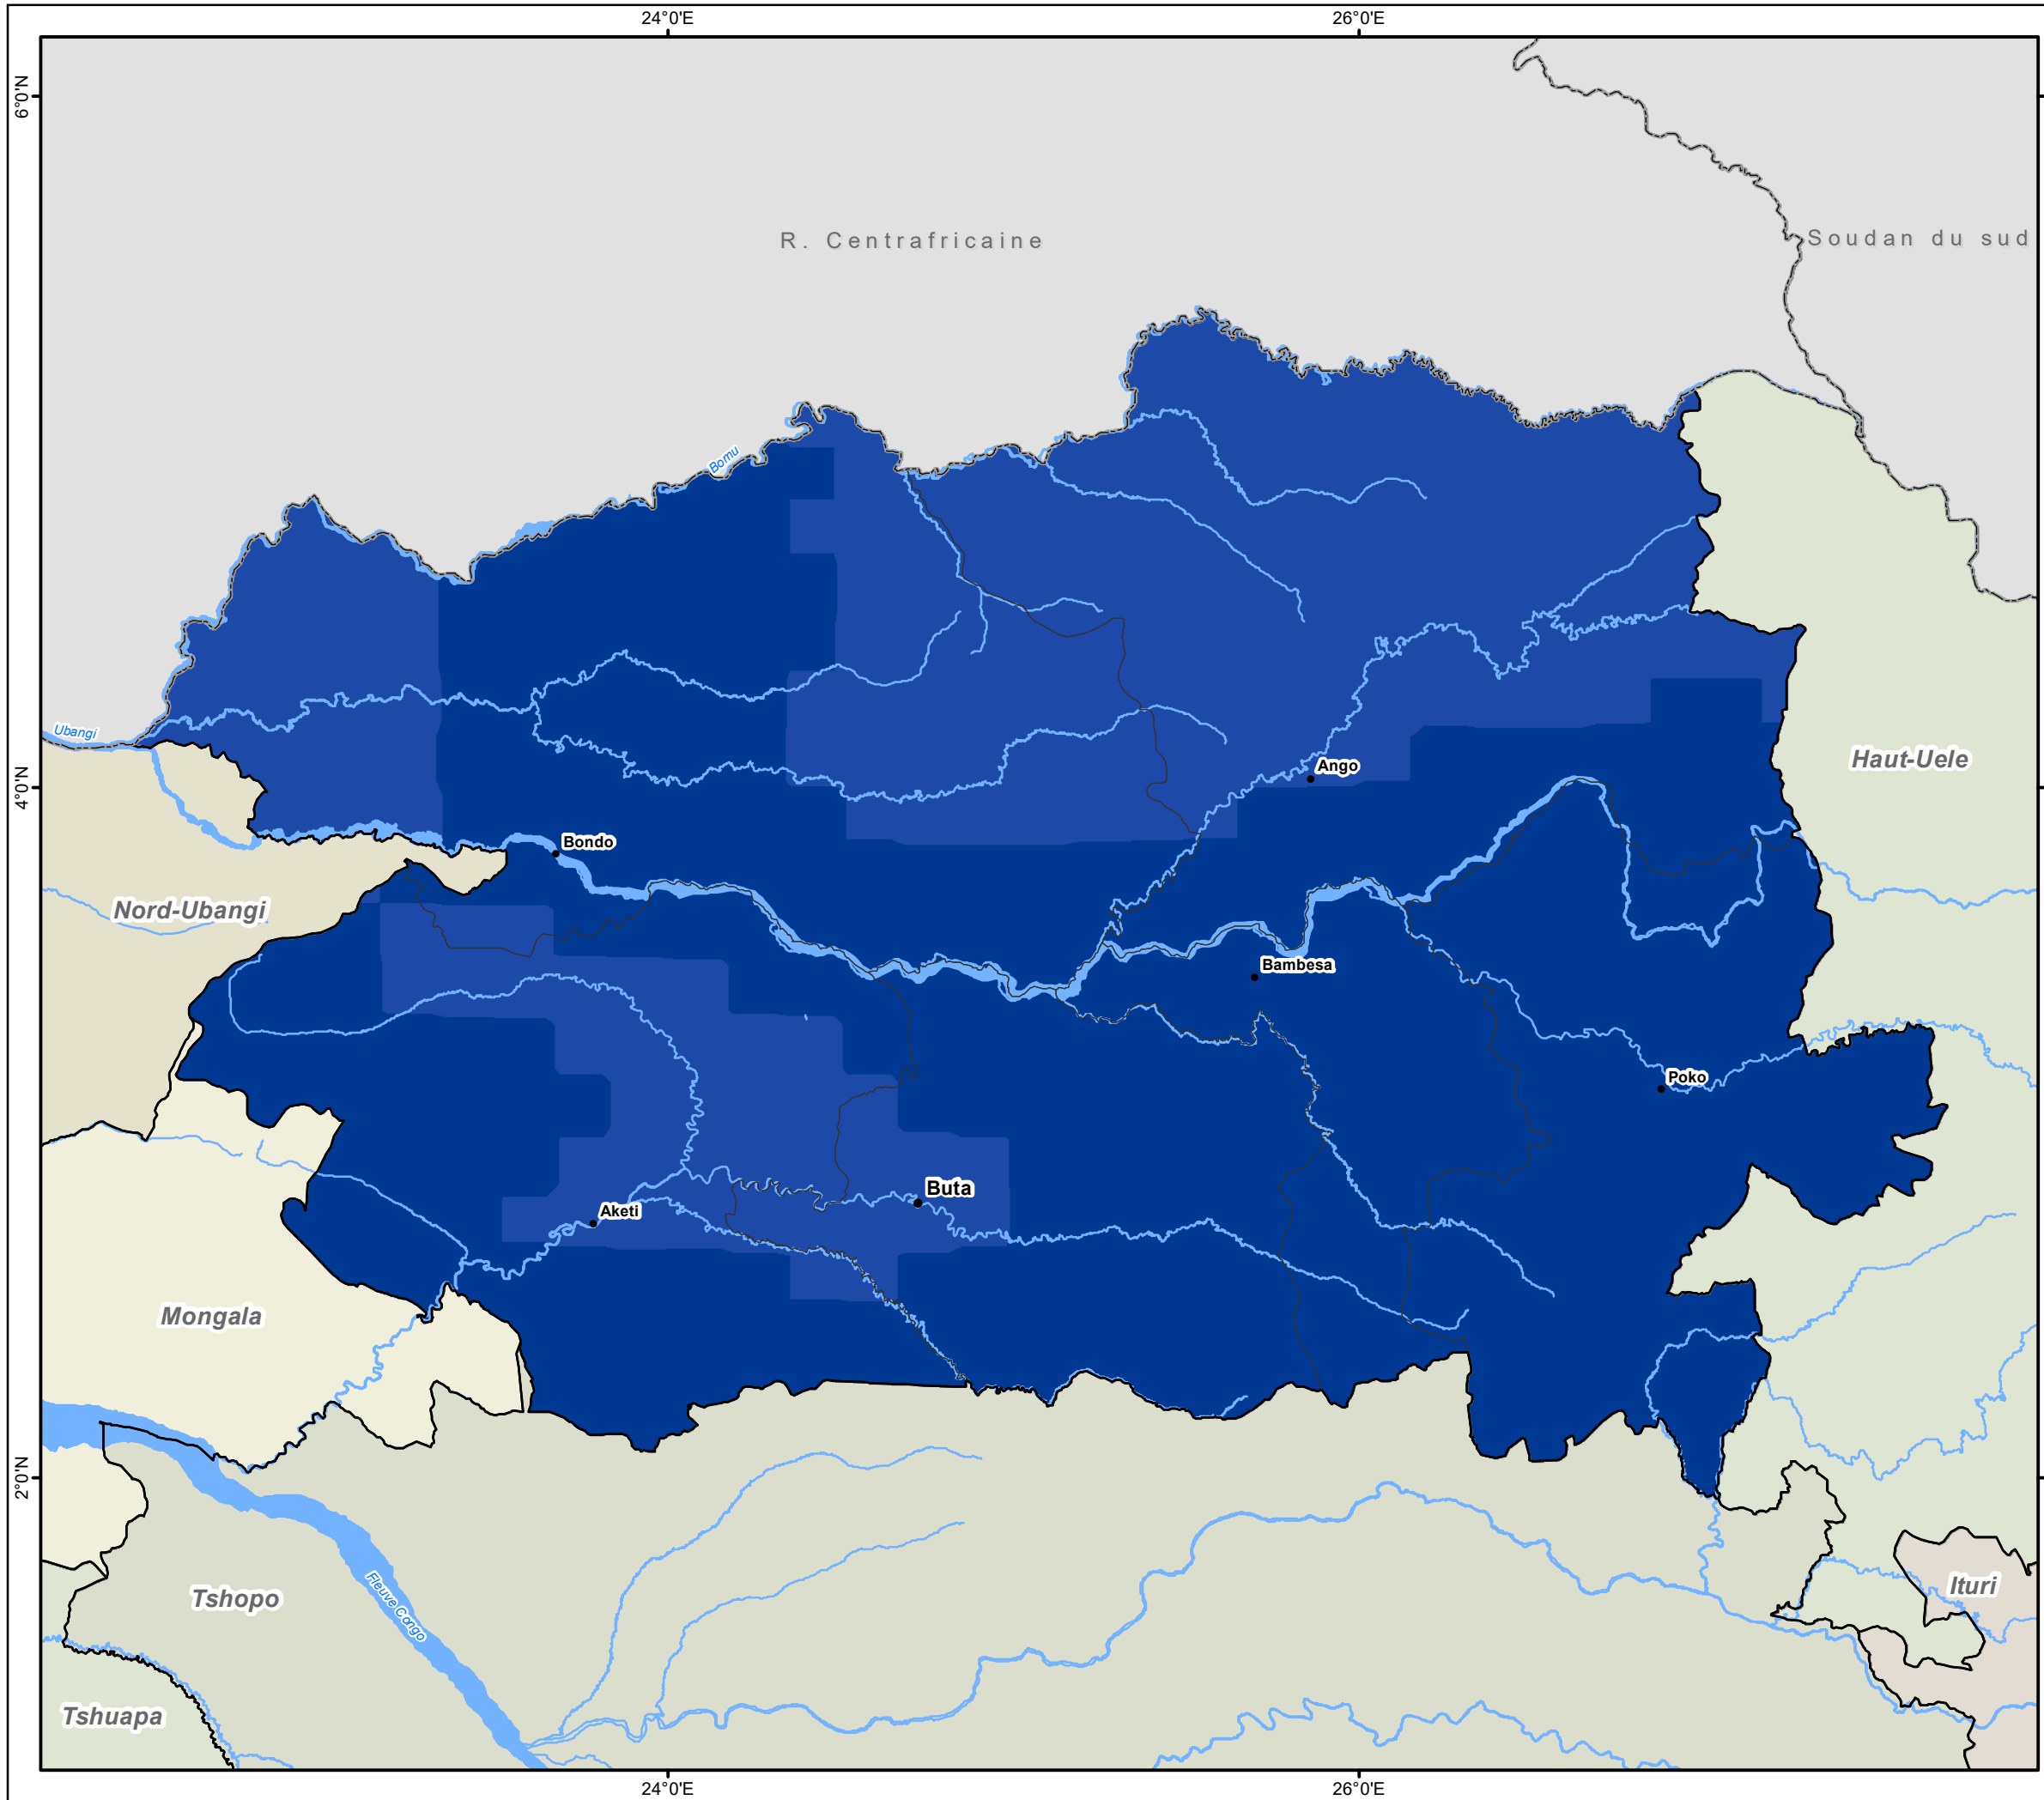 24°0'E
26°0'E
6°0'N
R. Centrafricaine
Soudan du sud
Bomu
Ubangi
4°0'N
Haut-Uele
Ango
Bondo
Nord-Ubangi
Bambesa
Poko
Buta
Aketi
Mongala
2°0'N
Fleuve Congo
Ituri
Tshopo
Tshuapa
24°0'E
26°0'E